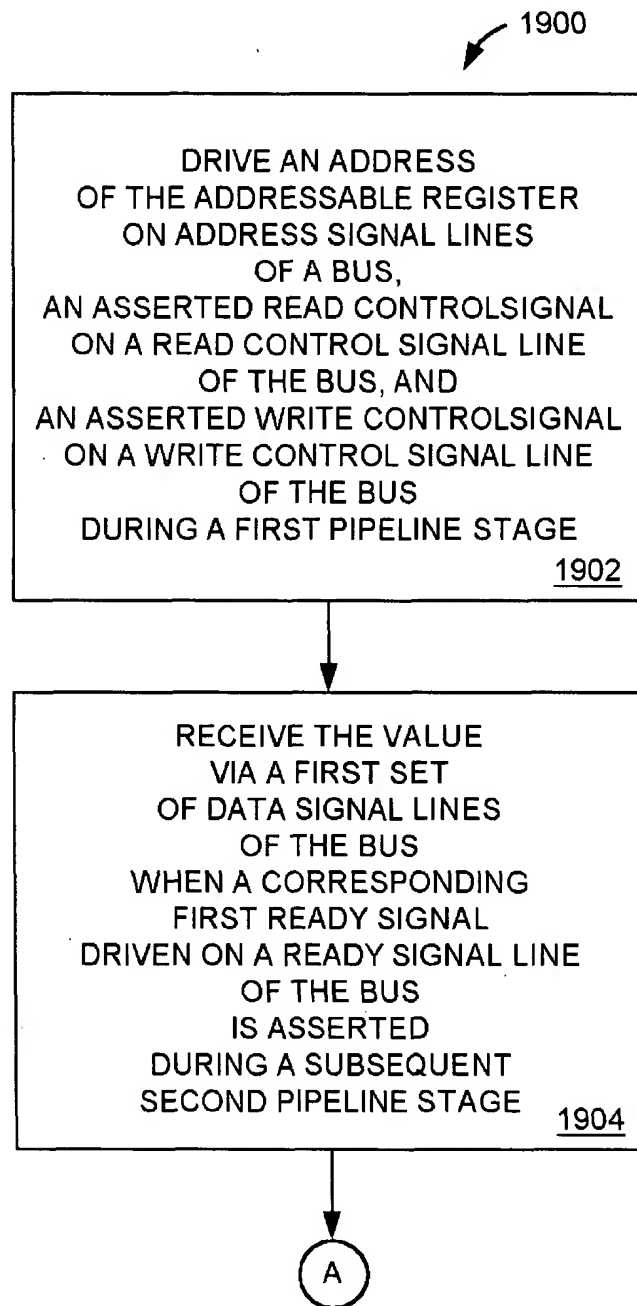 1900
DRIVE AN ADDRESS
OF THE ADDRESSABLE REGISTER
ON ADDRESS SIGNAL LINES
OF A BUS,
AN ASSERTED READ CONTROLSIGNAL
ON A READ CONTROL SIGNAL LINE
OF THE BUS, AND
AN ASSERTED WRITE CONTROLSIGNAL
ON A WRITE CONTROL SIGNAL LINE
OF THE BUS
DURING A FIRST PIPELINE STAGE
1902
RECEIVE THE VALUE
VIA A FIRST SET
OF DATA SIGNAL LINES
OF THE BUS
WHEN A CORRESPONDING
FIRST READY SIGNAL
DRIVEN ON A READY SIGNAL LINE
OF THE BUS
IS ASSERTED
DURING A SUBSEQUENT
SECOND PIPELINE STAGE
1904
A